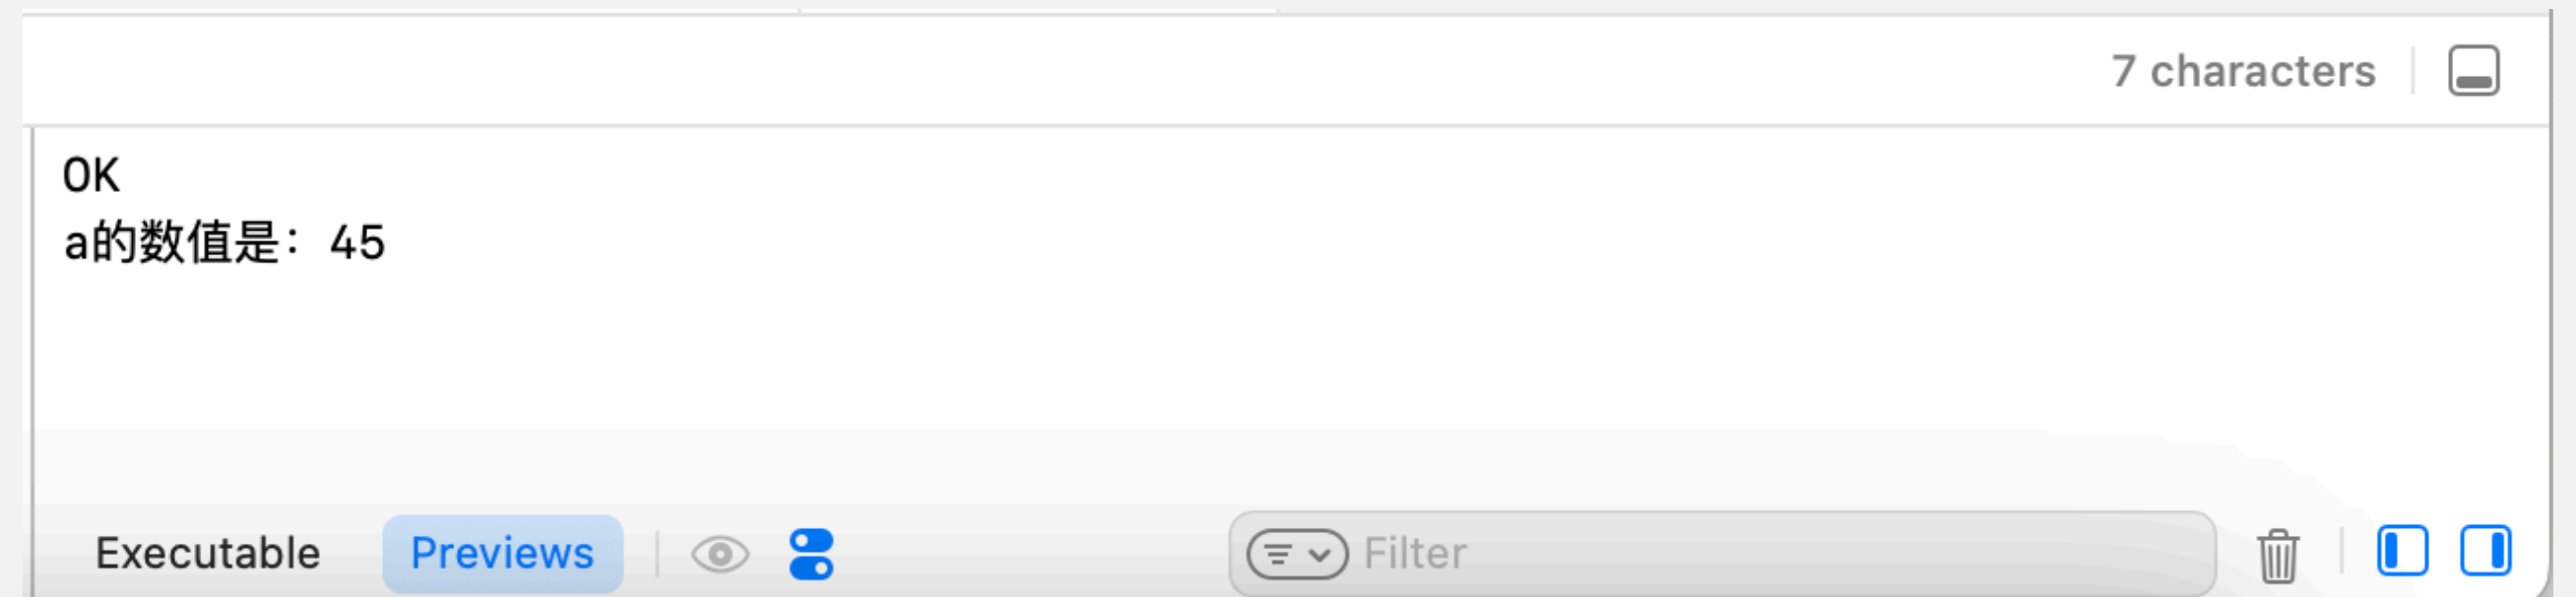 7 characters
OK
a的数值是：45
Executable Previews Filter